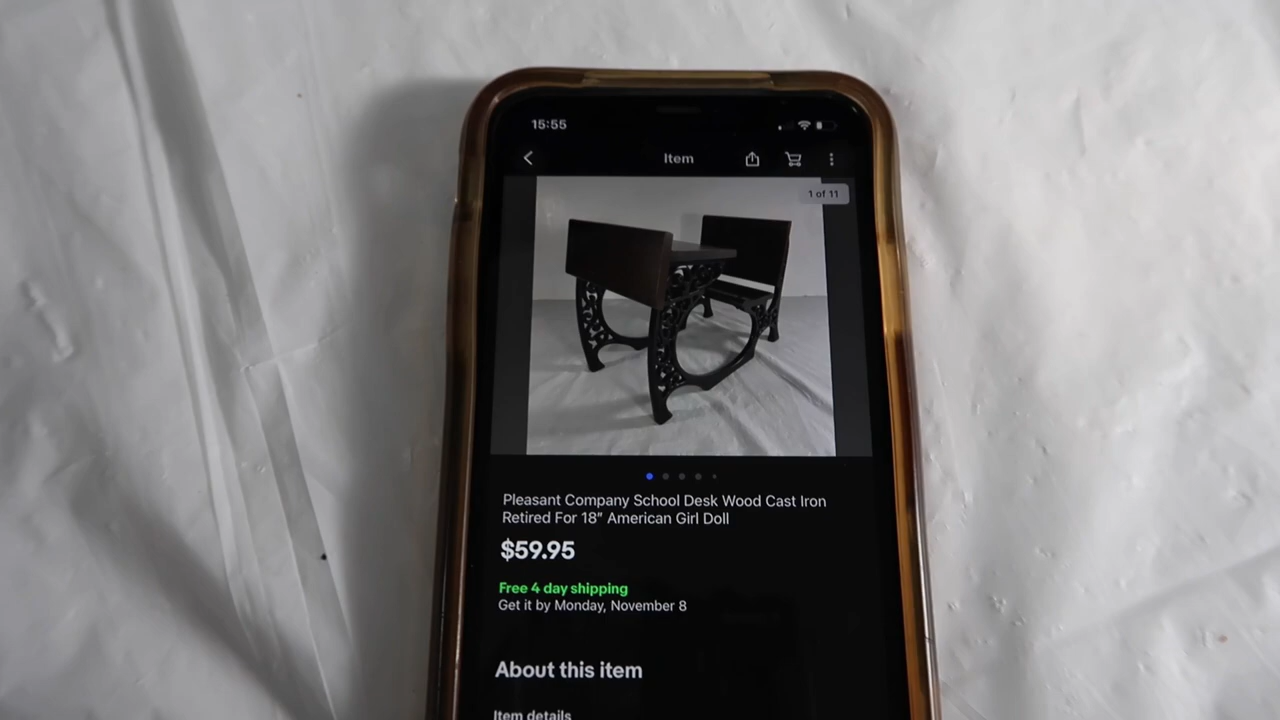 15:55
Item
1 of 11
Pleasant Company School Desk Wood Cast Iron
Retired For 18" American Girl Doll
$59.95
Free 4 day shipping
Get it by Monday, November 8
About this item
Item details